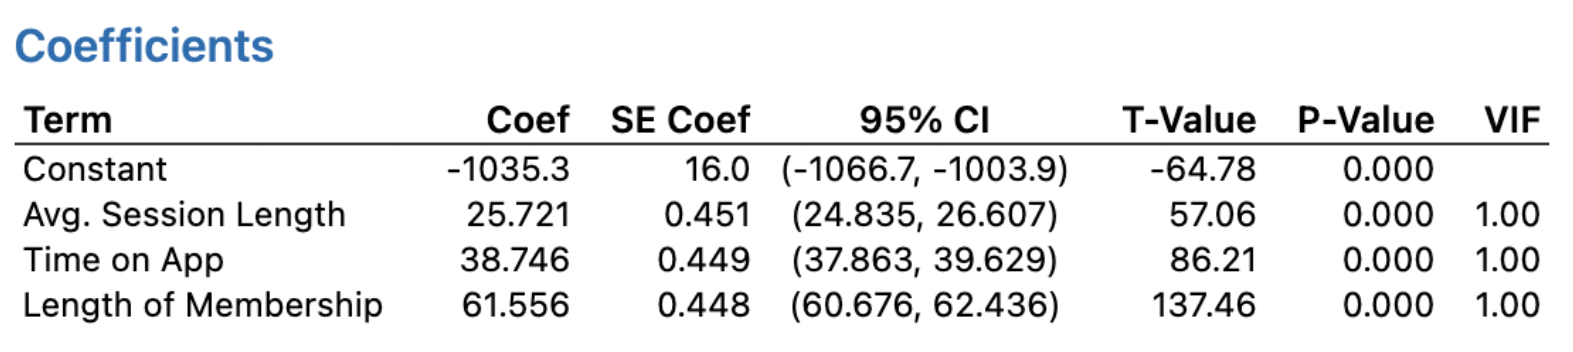 Coefficients
Term Coef SE Coef 95% CI T-Value P-Value VIF
Constant -1035.3 16.0 (-1066.7, -1003.9) -64.78 0.000
Avg. Session Length 25.721 0.451 (24.835, 26.607) 57.06 0.000 1.00
Time on App 38.746 0.449 (37.863, 39.629) 86.21 0.000 1.00
Length of Membership 61.556 0.448 (60.676, 62.436) 137.46 0.000 1.00